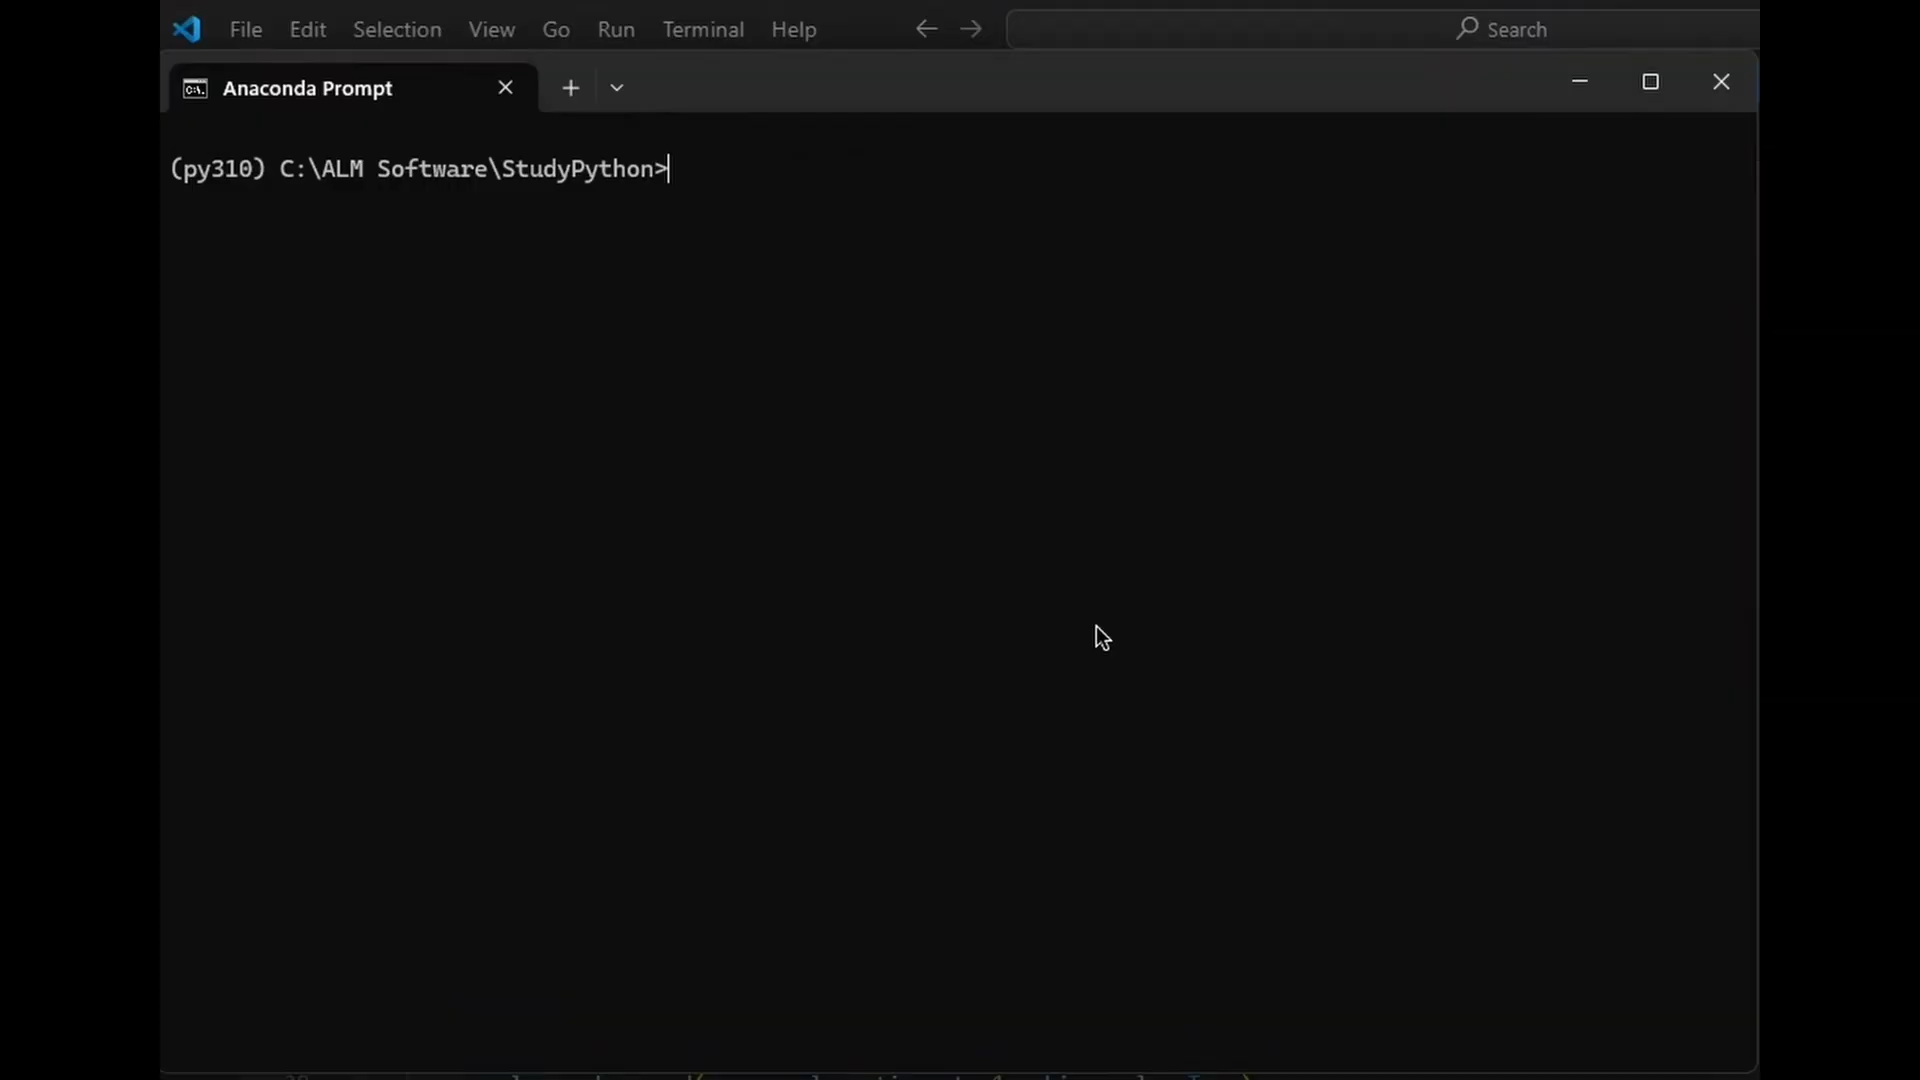 File Edit Selection View Go Run Terminal Help Search
Anaconda Prompt
(py310) C:\ALM Software\StudyPython>